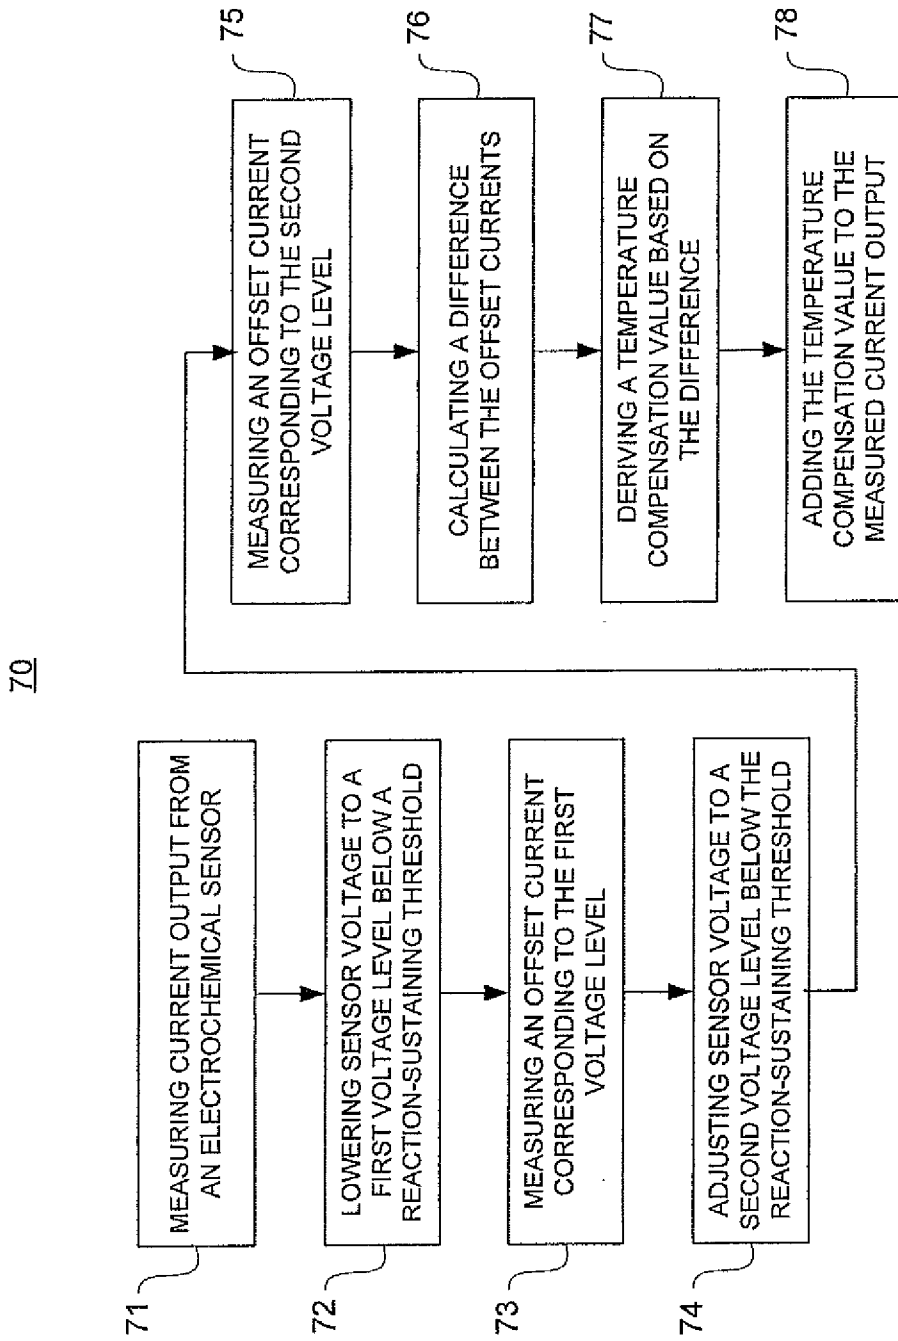 70
71
MEASURING CURRENT OUTPUT FROM
AN ELECTROCHEMICAL SENSOR
72
LOWERING SENSOR VOLTAGE TO A
FIRST VOLTAGE LEVEL BELOW A
REACTION-SUSTAINING THRESHOLD
73
MEASURING AN OFFSET CURRENT
CORRESPONDING TO THE FIRST
VOLTAGE LEVEL
74
ADJUSTING SENSOR VOLTAGE TO A
SECOND VOLTAGE LEVEL BELOW THE
REACTION-SUSTAINING THRESHOLD
75
MEASURING AN OFFSET CURRENT
CORRESPONDING TO THE SECOND
VOLTAGE LEVEL
76
CALCULATING A DIFFERENCE
BETWEEN THE OFFSET CURRENTS
77
DERIVING A TEMPERATURE
COMPENSATION VALUE BASED ON
THE DIFFERENCE
78
ADDING THE TEMPERATURE
COMPENSATION VALUE TO THE
MEASURED CURRENT OUTPUT